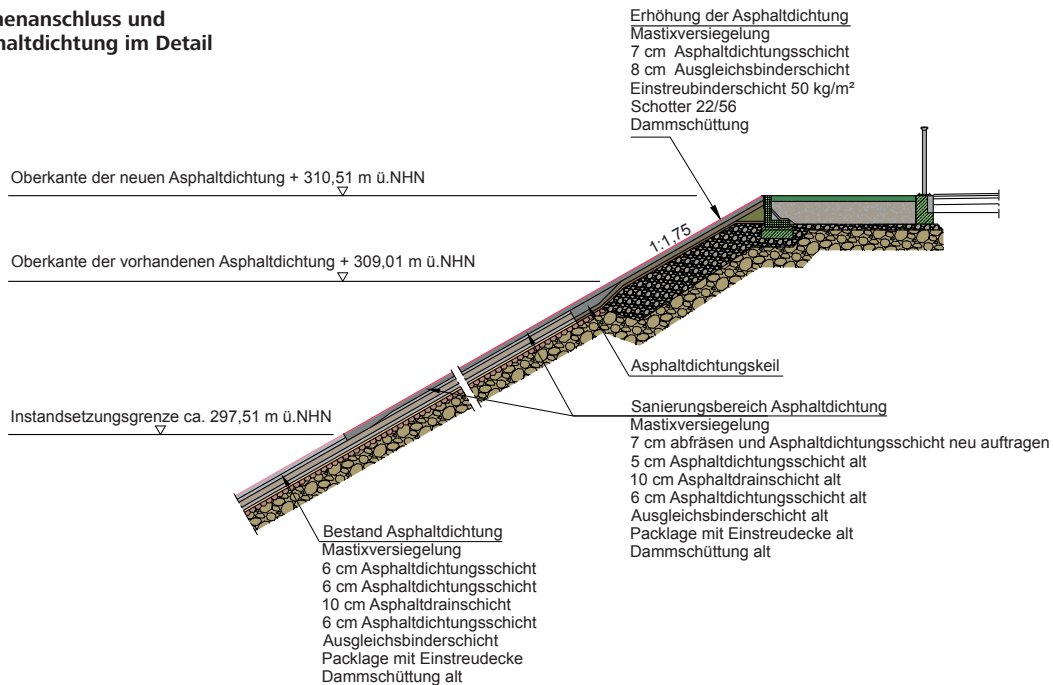 Erhöhung der Asphaltdichtung
Mastixversiegelung
7 cm Asphaltdichtungsschicht
8 cm Ausgleichsbinderschicht
Einstreubinderschicht 50 kg/m²
Schotter 22/56
Dammschüttung
und
im Detail
Oberkante der neuen Asphaltdichtung + 310,51 m ü.NHN
1:1,75
Oberkante der vorhandenen Asphaltdichtung + 309,01 m ü.NHN
Asphaltdichtungskeil
Instandsetzungsgrenze ca. 297,51 m ü.NHN
Sanierungsbereich Asphaltdichtung
Mastixversiegelung
7 cm abfräsen und Asphaltdichtungsschicht neu auftragen
5 cm Asphaltdichtungsschicht alt
10 cm Asphaltdrainschicht alt
6 cm Asphaltdichtungsschicht alt
Ausgleichsbinderschicht alt
Packlage mit Einstreudecke alt
Dammschüttung alt
Bestand Asphaltdichtung
Mastixversiegelung
6 cm Asphaltdichtungsschicht
6 cm Asphaltdichtungsschicht
10 cm Asphaltdrainschicht
6 cm Asphaltdichtungsschicht
Ausgleichsbinderschicht
Packlage mit Einstreudecke
Dammschüttung alt